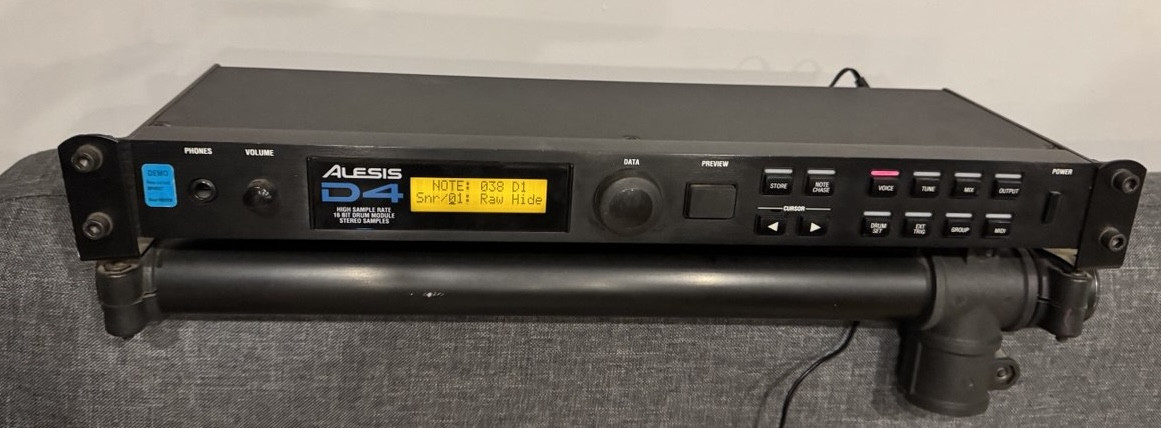 PHONES
VOLUME
DEMO
ALESIS
D4
HIGH SAMPLE RATE
16 BIT DRUM MODULE
STEREO SAMPLES
NOTE: 038 D1
Snr/01: Raw Hide
DATA
PREVIEW
STORE
NOTE CHASE
CURSOR
VOICE
TUNE
MIX
OUTPUT
DRUM SET
EXT TRIG
GROUP
MIDI
POWER